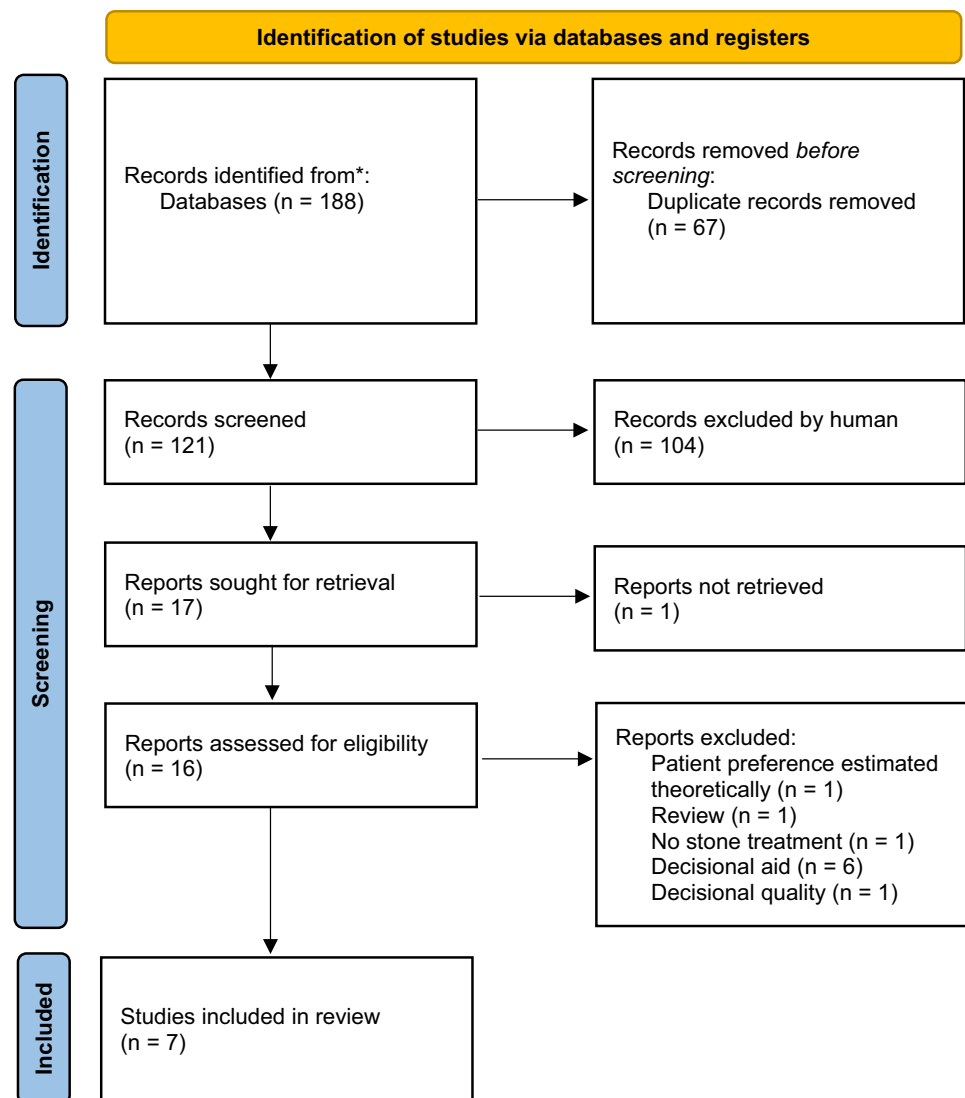 Identification of studies via databases and registers
Identification
Records identified from*:
Databases (n = 188)
Records removed before
screening:
Duplicate records removed
(n = 67)
Screening
Records screened
(n = 121)
Records excluded by human
(n = 104)
Reports sought for retrieval
(n = 17)
Reports not retrieved
(n = 1)
Reports assessed for eligibility
(n = 16)
Reports excluded:
Patient preference estimated
theoretically (n = 1)
Review (n = 1)
No stone treatment (n = 1)
Decisional aid (n = 6)
Decisional quality (n = 1)
Included
Studies included in review
(n = 7)